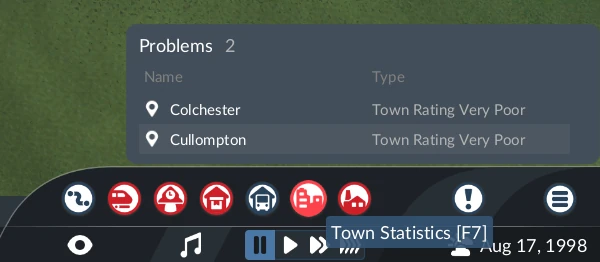 Problems 2
Name Type
Colchester Town Rating Very Poor
Cullompton Town Rating Very Poor
Town Statistics [F7]
Aug 17, 1998